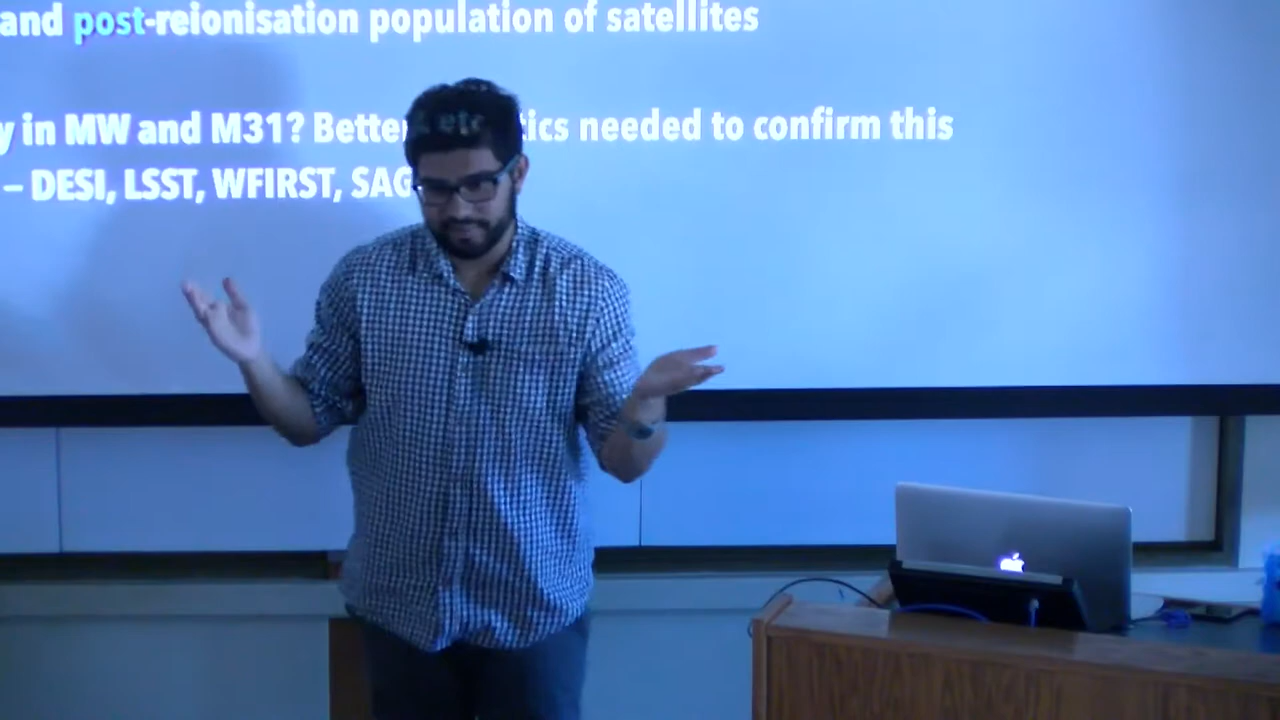 and post-reionisation population of satellites
y in MW and M31? Better tics needed to confirm this
– DESI, LSST, WFIRST, SAG